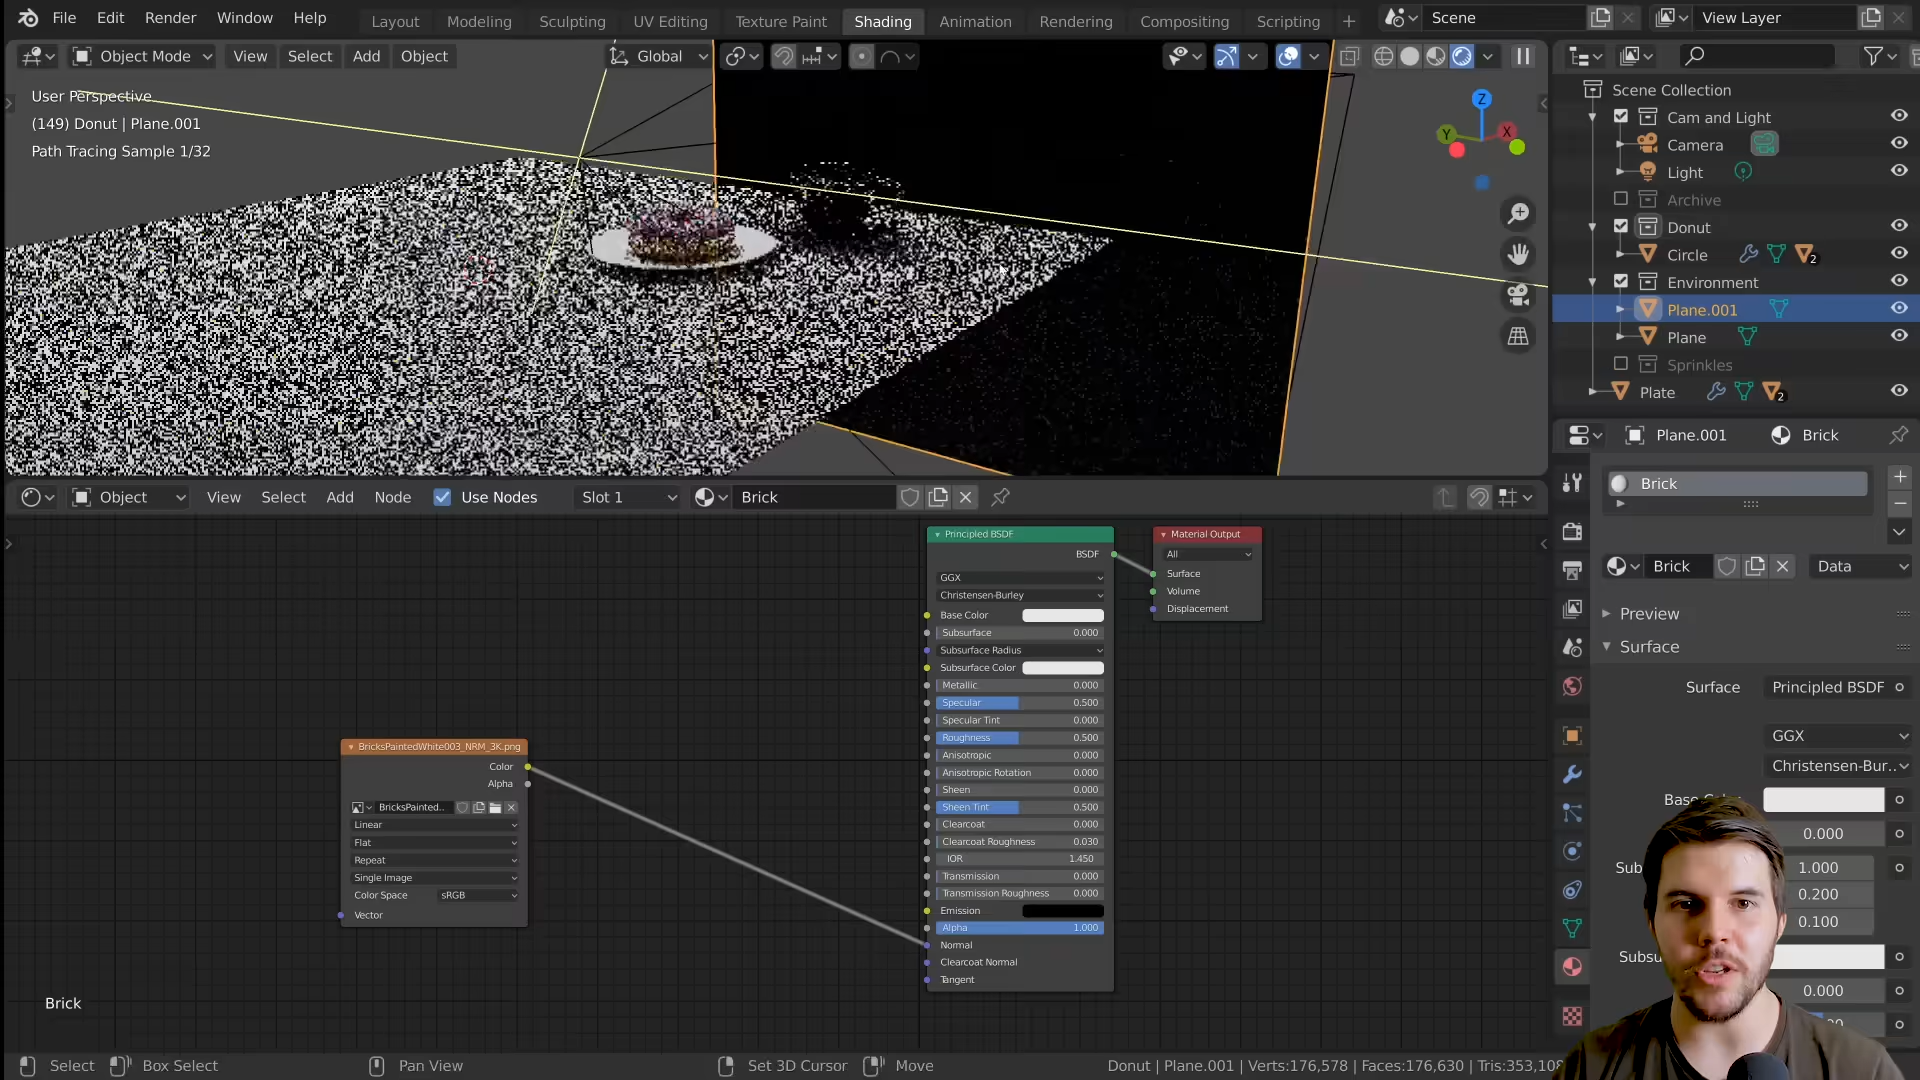 File Edit Render Window Help Layout Modeling Sculpting UV Editing Texture Paint Shading Animation Rendering Compositing Scripting + Scene View Layer
Object Mode View Select Add Object Global
User Perspective
(149) Donut | Plane.001
Path Tracing Sample 1/32
Z
Y
X
Scene Collection
Cam and Light
Camera
Light
Archive
Donut
Circle 2
Environment
Plane.001
Plane
Sprinkles
Plate 2
Plane.001 Brick
Brick
Brick Data
Preview
Surface
Surface Principled BSDF
GGX
Christensen-Bur..
0.000
Sub 1.000
0.200
0.100
Subsu
0.000
Object View Select Add Node Use Nodes Slot 1 Brick
Principled BSDF
BSDF
GGX
Christensen-Burley
Base Color
Subsurface 0.000
Subsurface Radius
Subsurface Color
Metallic 0.000
Specular 0.500
Specular Tint 0.000
Roughness 0.500
Anisotropic 0.000
Anisotropic Rotation 0.000
Sheen 0.000
Sheen Tint 0.500
Clearcoat 0.000
Clearcoat Roughness 0.030
IOR 1.450
Transmission 0.000
Transmission Roughness 0.000
Emission
Alpha 1.000
Normal
Clearcoat Normal
Tangent
Material Output
All
Surface
Volume
Displacement
BricksPaintedWhite003_NRM_3K.png
Color
Alpha
BricksPainted..
Linear
Flat
Repeat
Single Image
Color Space sRGB
Vector
Brick
Select Box Select Pan View Set 3D Cursor Move Donut | Plane.001 | Verts:176,578 | Faces:176,630 | Tris:353,108